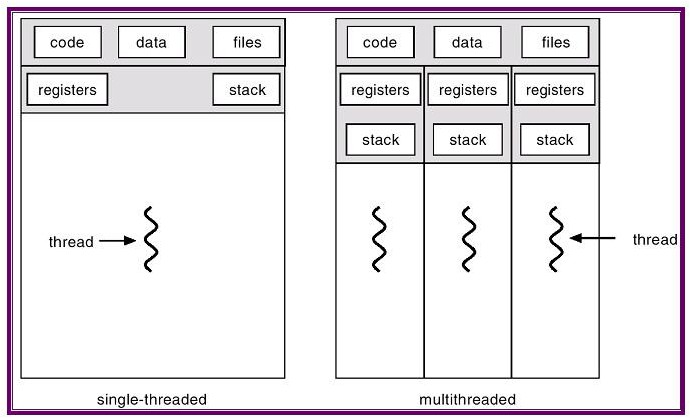 code data files code data files
registers stack registers registers registers
stack stack stack
thread thread
single-threaded multithreaded